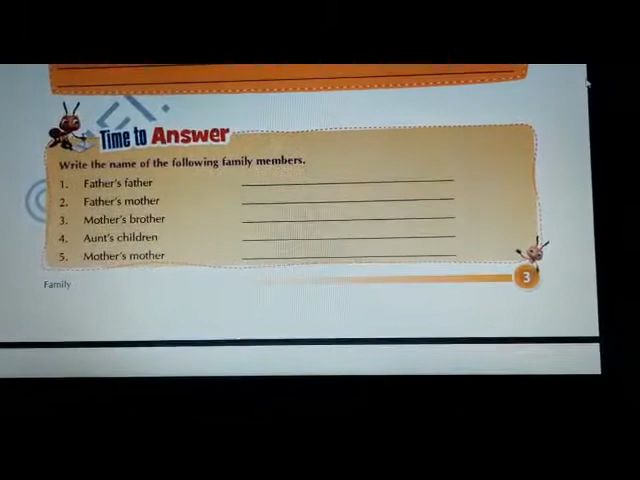 Time to Answer
Write the name of the following family members.
1. Father's father
2. Father's mother
3. Mother's brother
4. Aunt's children
5. Mother's mother
3
Family